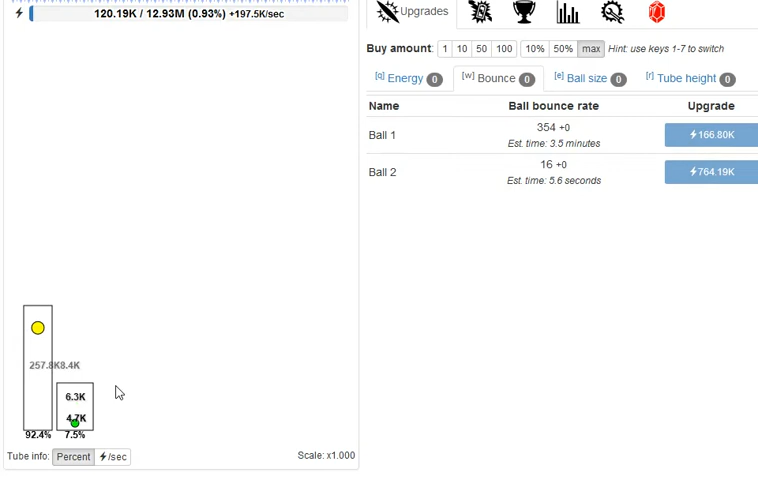 120.19K / 12.93M (0.93%) +197.5K/sec
Upgrades
Buy amount: 1 10 50 100 10% 50% max Hint: use keys 1-7 to switch
[q] Energy 0 [w] Bounce 0 [e] Ball size 0 [r] Tube height 0
Name Ball bounce rate Upgrade
Ball 1 354 +0 166.80K
Est. time: 3.5 minutes
Ball 2 16 +0 764.19K
Est. time: 5.6 seconds
257.8K8.4K
6.3K
4.7K
92.4% 7.5%
Tube info: Percent /sec Scale: x1.000